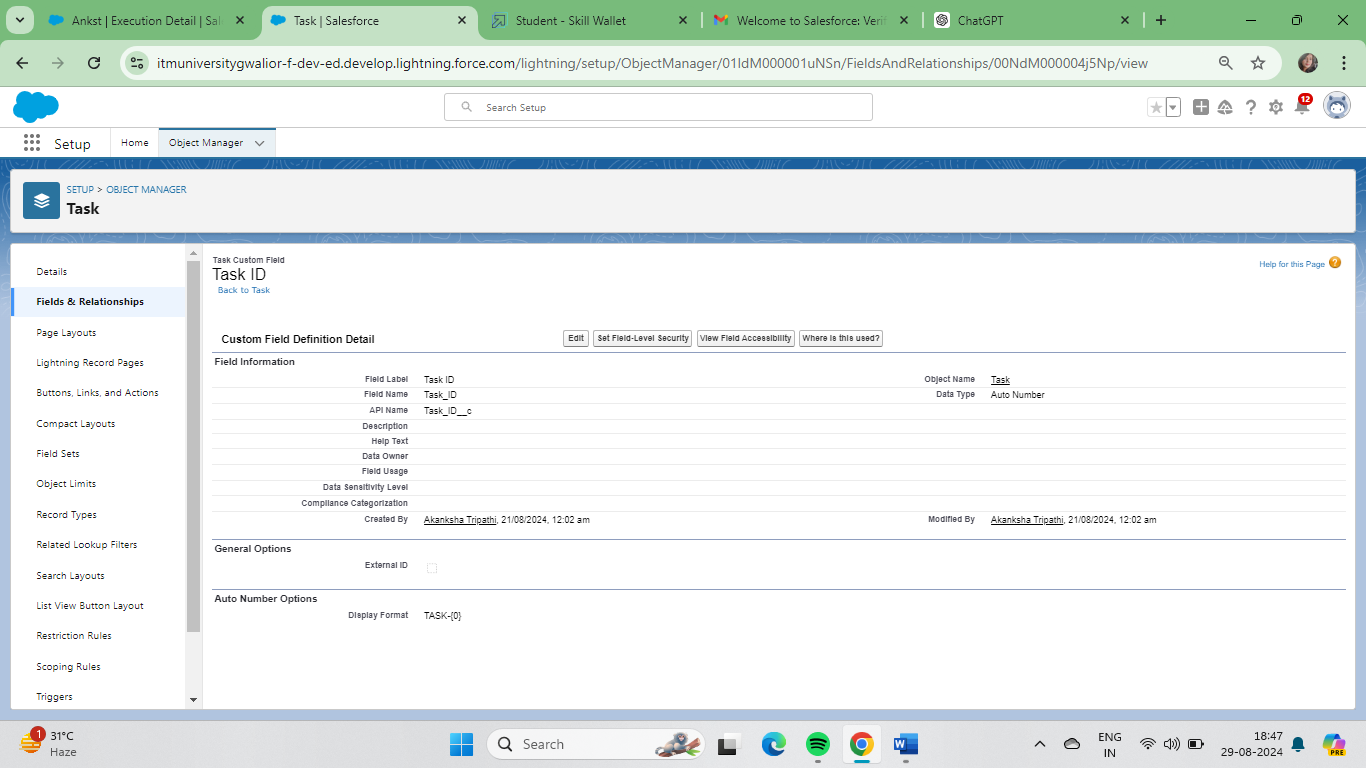 Ankst | Execution Detail | Sal
Task | Salesforce
Student - Skill Wallet
Welcome to Salesforce: Verif
ChatGPT
itmuniversitygwalior-f-dev-ed.develop.lightning.force.com/lightning/setup/ObjectManager/01IdM000001uNSn/FieldsAndRelationships/00NdM000004j5Np/view
Search Setup
12
Setup
Home
Object Manager
SETUP > OBJECT MANAGER
Task
Details
Fields & Relationships
Page Layouts
Lightning Record Pages
Buttons, Links, and Actions
Compact Layouts
Field Sets
Object Limits
Record Types
Related Lookup Filters
Search Layouts
List View Button Layout
Restriction Rules
Scoping Rules
Triggers
Task Custom Field
Task ID
Back to Task
Help for this Page
Custom Field Definition Detail
Edit
Set Field-Level Security
View Field Accessibility
Where is this used?
Field Information
Field Label Task ID Object Name Task
Field Name Task_ID Data Type Auto Number
API Name Task_ID__c
Description
Help Text
Data Owner
Field Usage
Data Sensitivity Level
Compliance Categorization
Created By Akanksha Tripathi, 21/08/2024, 12:02 am Modified By Akanksha Tripathi, 21/08/2024, 12:02 am
General Options
External ID
Auto Number Options
Display Format TASK-{0}
1
31°C
Haze
Search
ENG
IN
18:47
29-08-2024
PRE